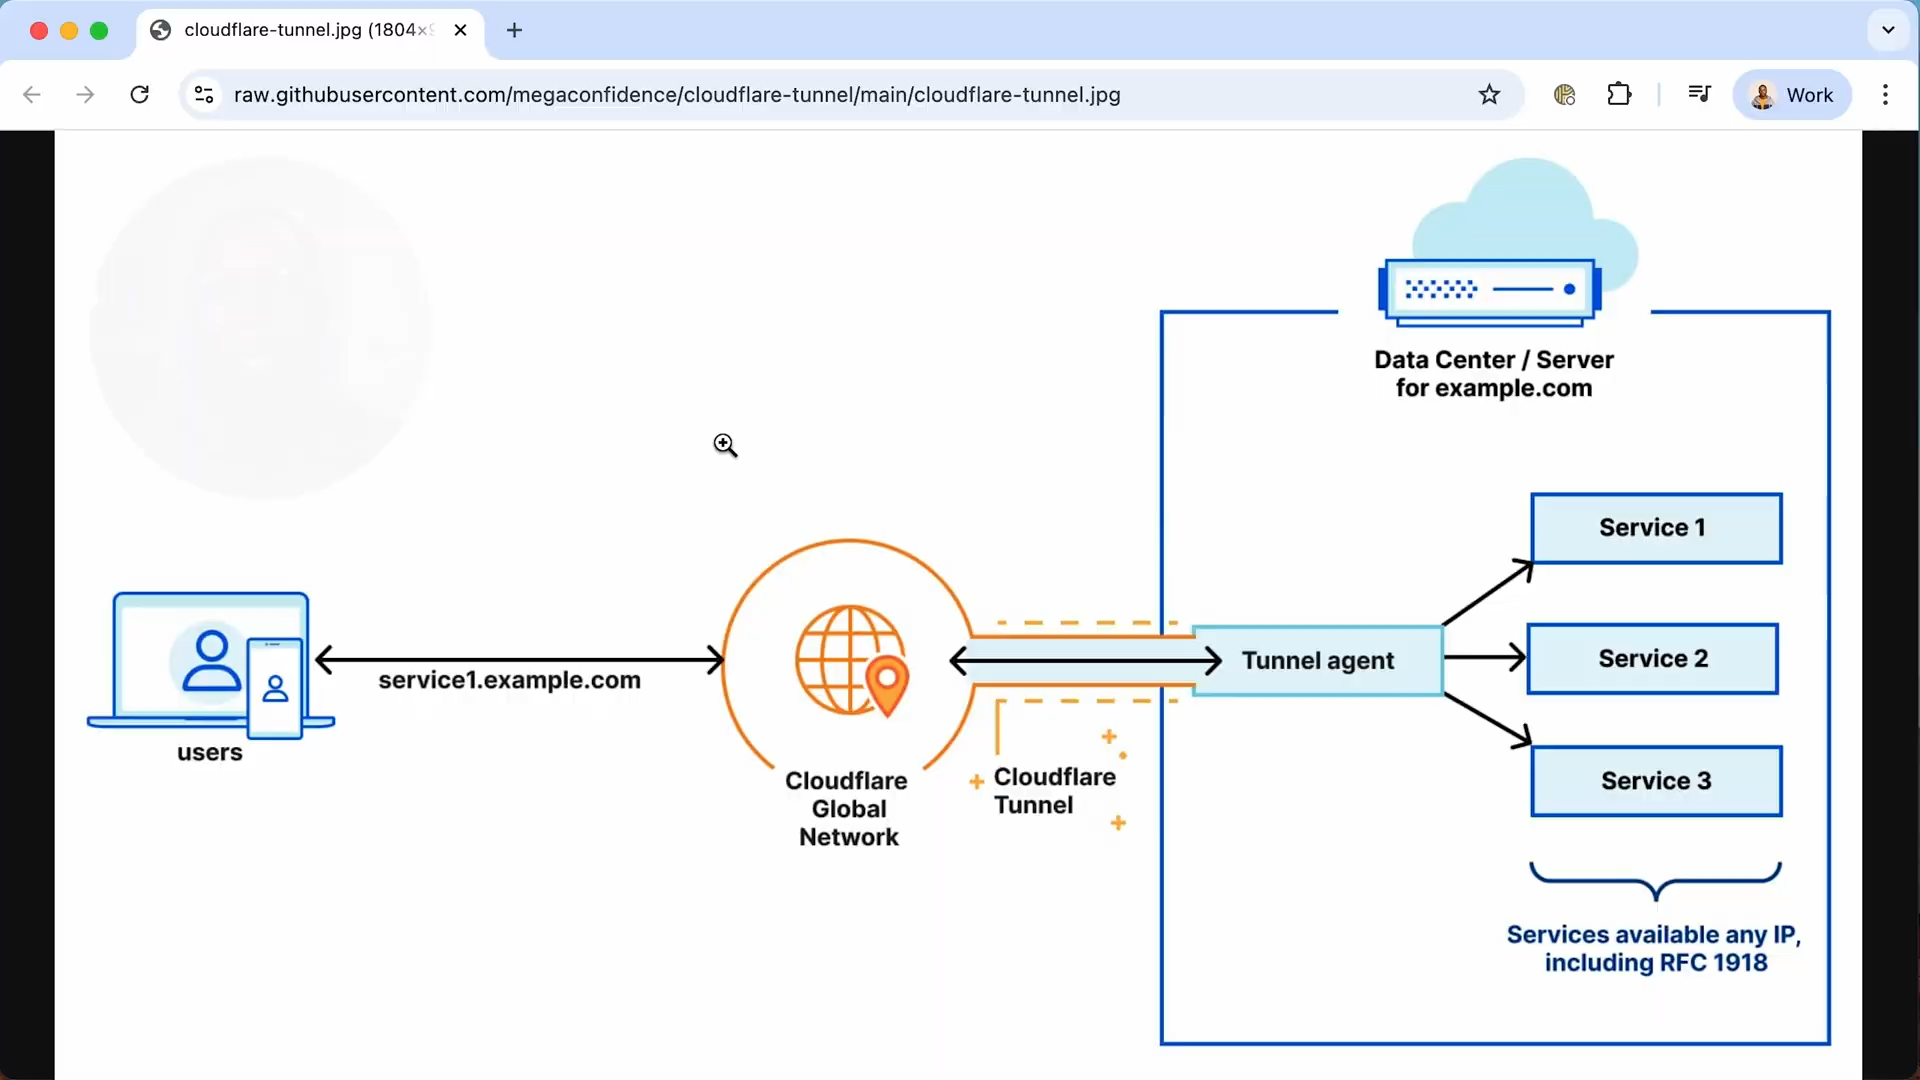 cloudflare-tunnel.jpg (1804×
raw.githubusercontent.com/megaconfidence/cloudflare-tunnel/main/cloudflare-tunnel.jpg
Work
Data Center / Server
for example.com
Service 1
Service 2
Service 3
Tunnel agent
service1.example.com
users
Cloudflare
Global
Network
Cloudflare
Tunnel
Services available any IP,
including RFC 1918